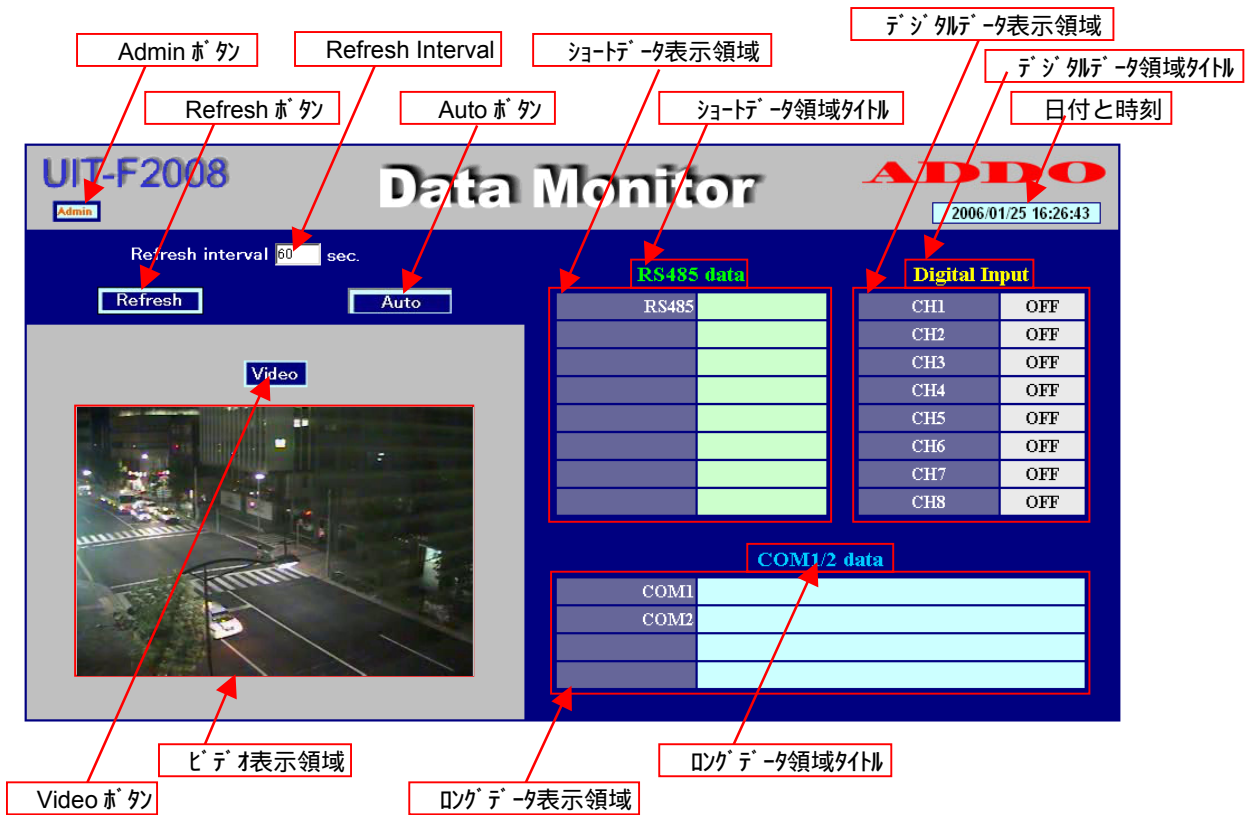 ﾃﾞｼﾞﾀﾙﾃﾞｰﾀ表示領域
Admin ﾎﾞﾀﾝ
Refresh Interval
ｼｮｰﾄﾃﾞｰﾀ表示領域
ﾃﾞｼﾞﾀﾙﾃﾞｰﾀ領域ﾀｲﾄﾙ
Refresh ﾎﾞﾀﾝ
Auto ﾎﾞﾀﾝ
ｼｮｰﾄﾃﾞｰﾀ領域ﾀｲﾄﾙ
日付と時刻
UIT-F2008
Data Monitor
ADDO
Admin
2006/01/25 16:26:43
Refresh interval 60 sec.
Refresh
Auto
RS485 data
Digital Input
RS485
CH1 OFF
CH2 OFF
CH3 OFF
CH4 OFF
CH5 OFF
CH6 OFF
CH7 OFF
CH8 OFF
Video
COM1/2 data
COM1
COM2
ﾋﾞﾃﾞｵ表示領域
ﾛﾝｸﾞﾃﾞｰﾀ領域ﾀｲﾄﾙ
Video ﾎﾞﾀﾝ
ﾛﾝｸﾞﾃﾞｰﾀ表示領域